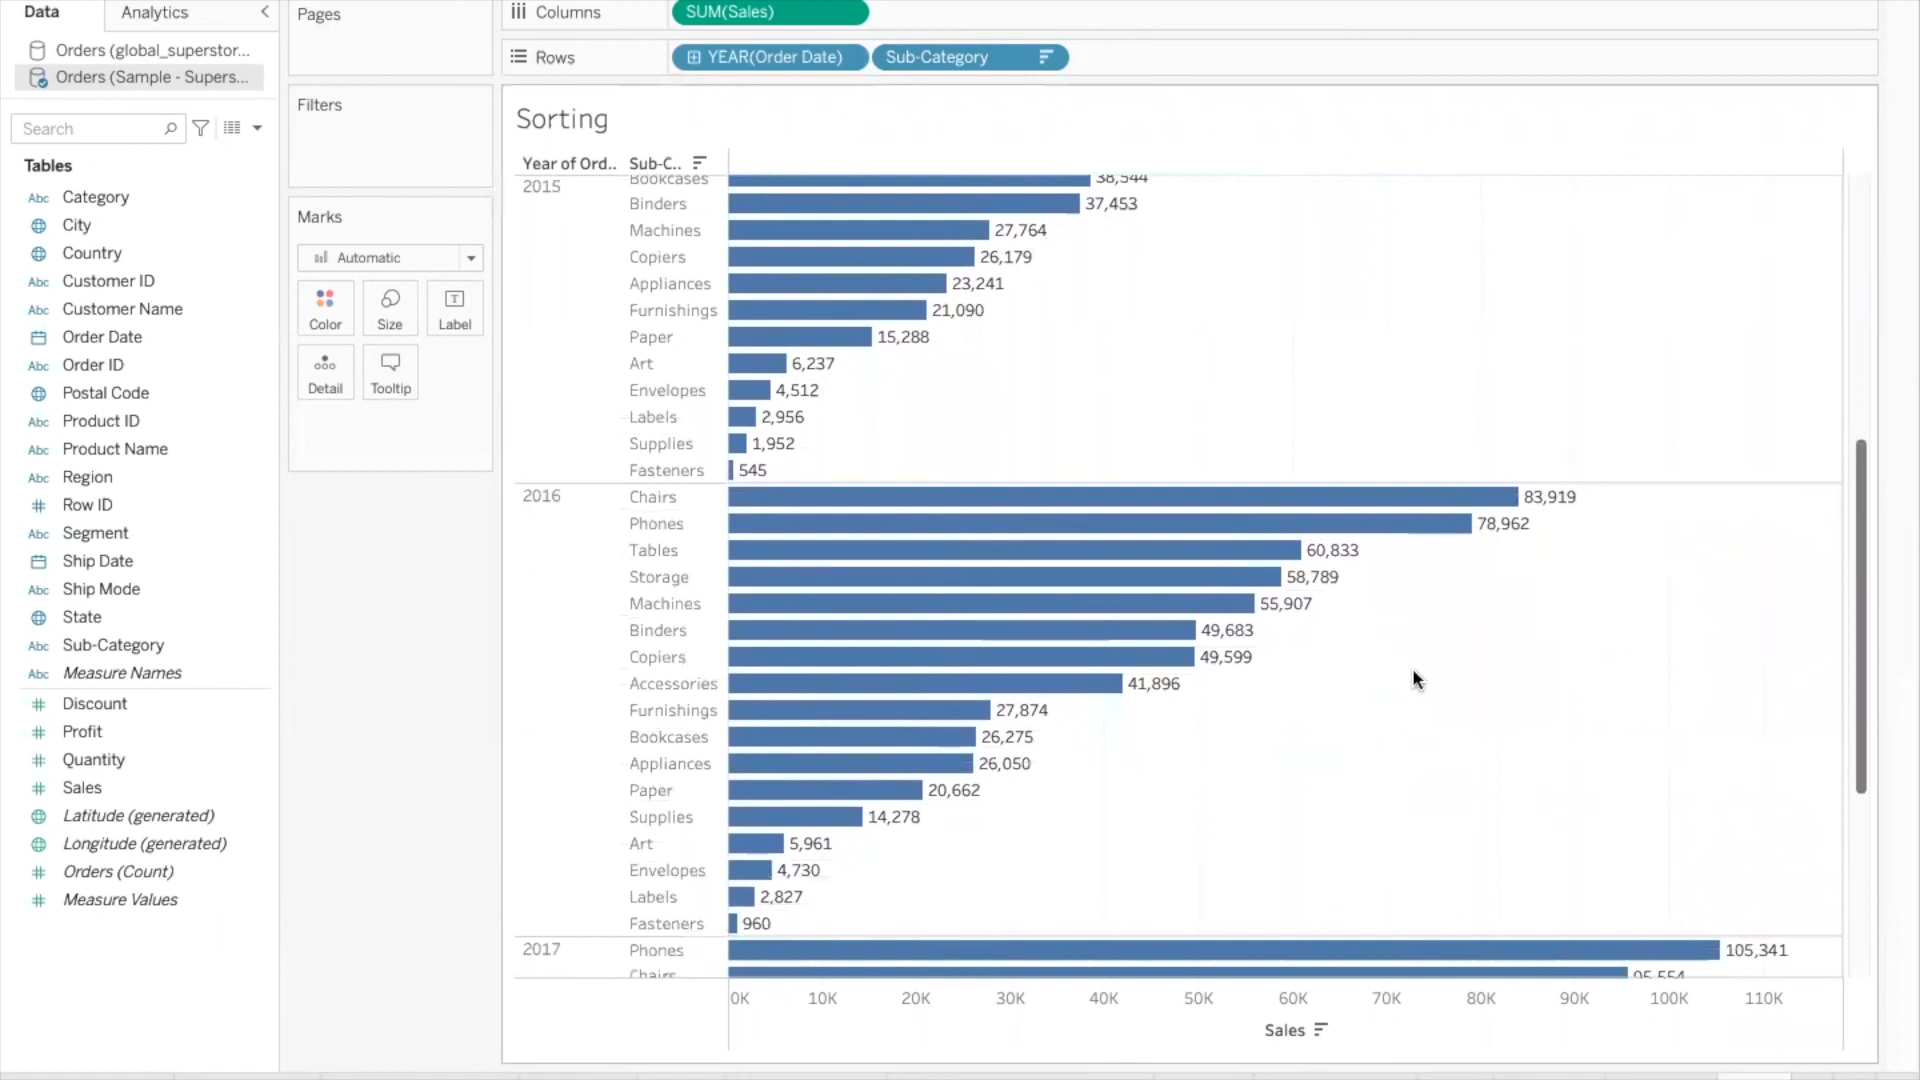 Data
Analytics
Orders (global_superstor...
Orders (Sample - Supers...
Search
Tables
Abc Category
City
Country
Abc Customer ID
Abc Customer Name
Order Date
Abc Order ID
Postal Code
Abc Product ID
Abc Product Name
Abc Region
# Row ID
Abc Segment
Ship Date
Abc Ship Mode
State
Abc Sub-Category
Abc Measure Names
# Discount
# Profit
# Quantity
# Sales
Latitude (generated)
Longitude (generated)
# Orders (Count)
# Measure Values
Pages
Filters
Marks
Automatic
Color Size Label
Detail Tooltip
Columns SUM(Sales)
Rows YEAR(Order Date) Sub-Category
Sorting
Year of Ord.. Sub-C..
2015 Bookcases 38,544
Binders 37,453
Machines 27,764
Copiers 26,179
Appliances 23,241
Furnishings 21,090
Paper 15,288
Art 6,237
Envelopes 4,512
Labels 2,956
Supplies 1,952
Fasteners 545
2016 Chairs 83,919
Phones 78,962
Tables 60,833
Storage 58,789
Machines 55,907
Binders 49,683
Copiers 49,599
Accessories 41,896
Furnishings 27,874
Bookcases 26,275
Appliances 26,050
Paper 20,662
Supplies 14,278
Art 5,961
Envelopes 4,730
Labels 2,827
Fasteners 960
2017 Phones 105,341
Chairs 95,554
0K 10K 20K 30K 40K 50K 60K 70K 80K 90K 100K 110K
Sales